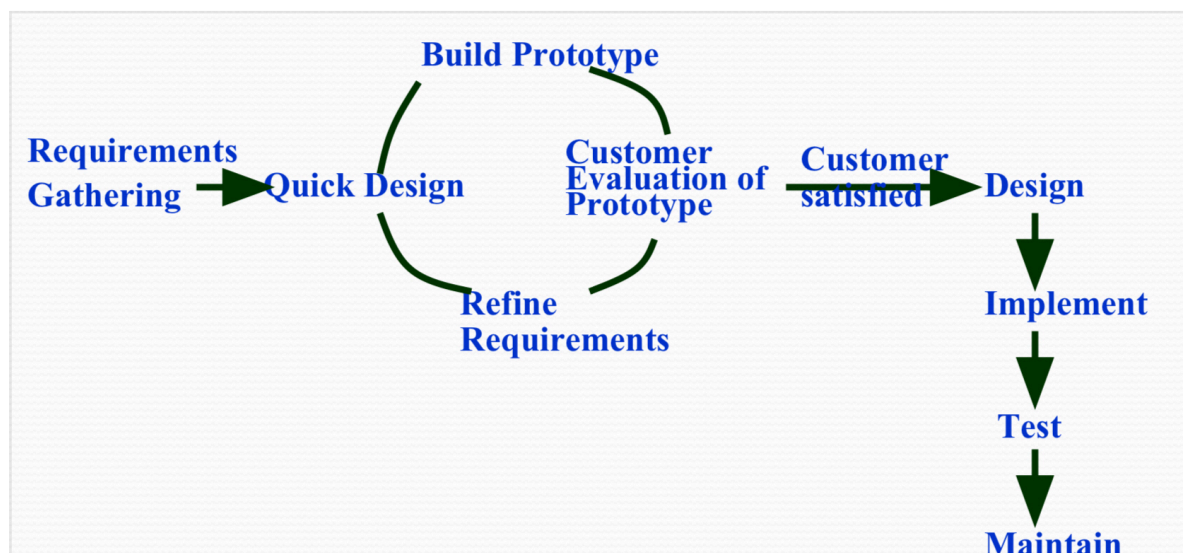 Build Prototype
Requirements
Gathering
Quick Design
Customer
Evaluation of
Prototype
Customer
satisfied
Design
Refine
Requirements
Implement
Test
Maintain